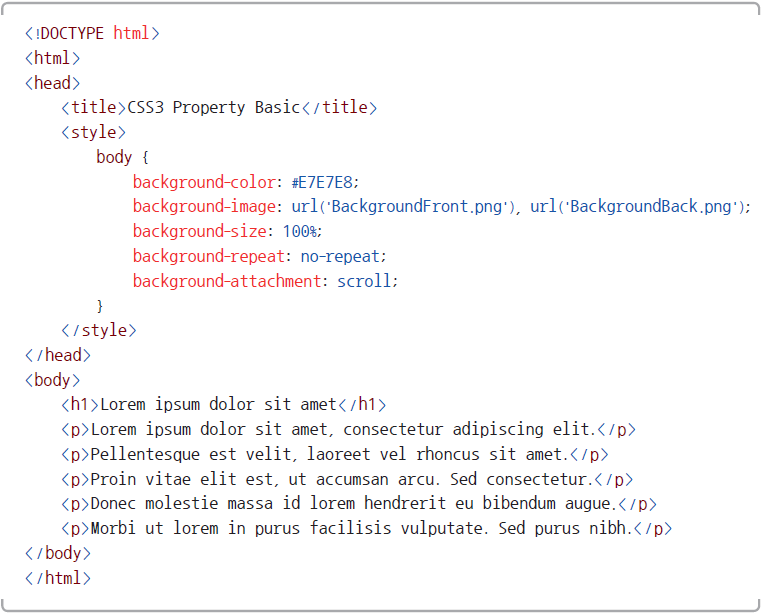 <!DOCTYPE html>
<html>
<head>
    <title>CSS3 Property Basic</title>
    <style>
        body {
            background-color: #E7E7E8;
            background-image: url('BackgroundFront.png'), url('BackgroundBack.png');
            background-size: 100%;
            background-repeat: no-repeat;
            background-attachment: scroll;
        }
    </style>
</head>
<body>
    <h1>Lorem ipsum dolor sit amet</h1>
    <p>Lorem ipsum dolor sit amet, consectetur adipiscing elit.</p>
    <p>Pellentesque est velit, laoreet vel rhoncus sit amet.</p>
    <p>Proin vitae elit est, ut accumsan arcu. Sed consectetur.</p>
    <p>Donec molestie massa id lorem hendrerit eu bibendum augue.</p>
    <p>Morbi ut lorem in purus facilisis vulputate. Sed purus nibh.</p>
</body>
</html>